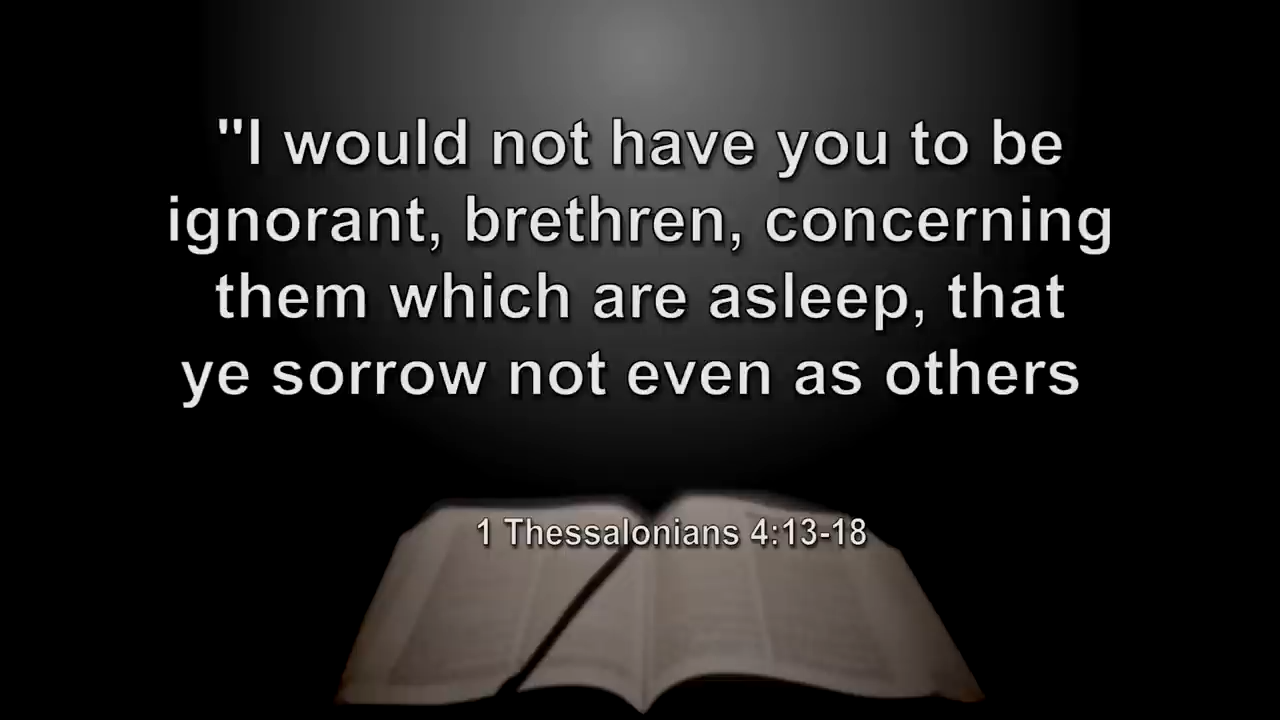 "I would not have you to be
ignorant, brethren, concerning
them which are asleep, that
ye sorrow not even as others
1 Thessalonians 4:13-18